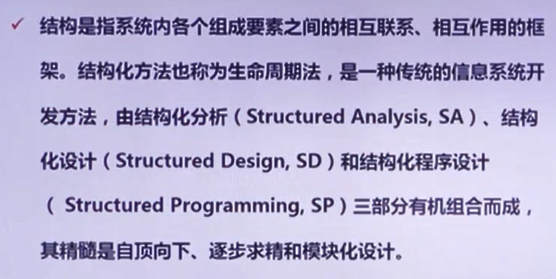 ✓ 结构是指系统内各个组成要素之间的相互联系、相互作用的框
架。结构化方法也称为生命周期法，是一种传统的信息系统开
发方法，由结构化分析（Structured Analysis, SA）、结构
化设计（Structured Design, SD）和结构化程序设计
（ Structured Programming, SP）三部分有机组合而成，
其精髓是自顶向下、逐步求精和模块化设计。